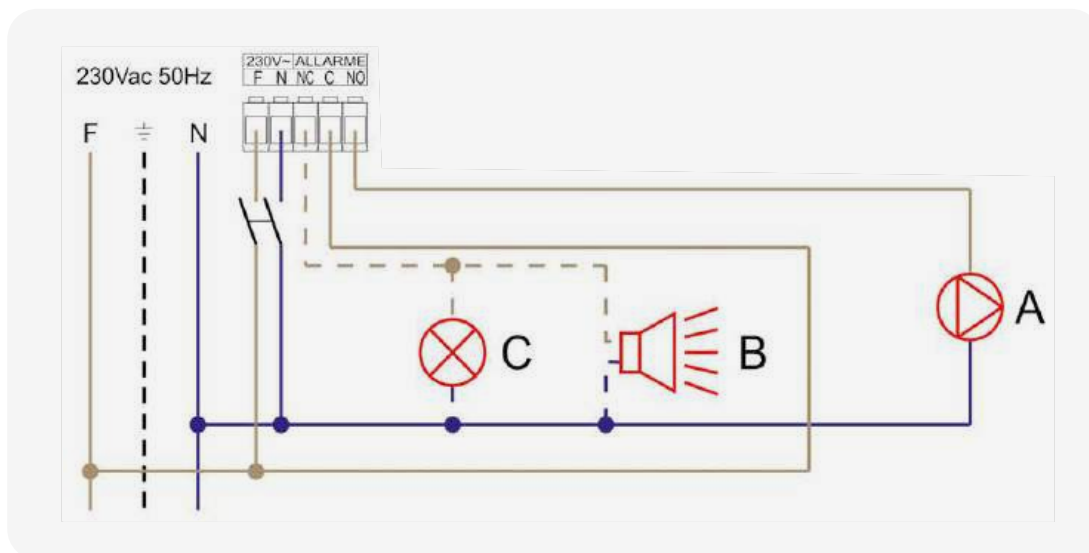 230V~ ALLARME
230Vac 50Hz F N NC C NO
F N
A
C B